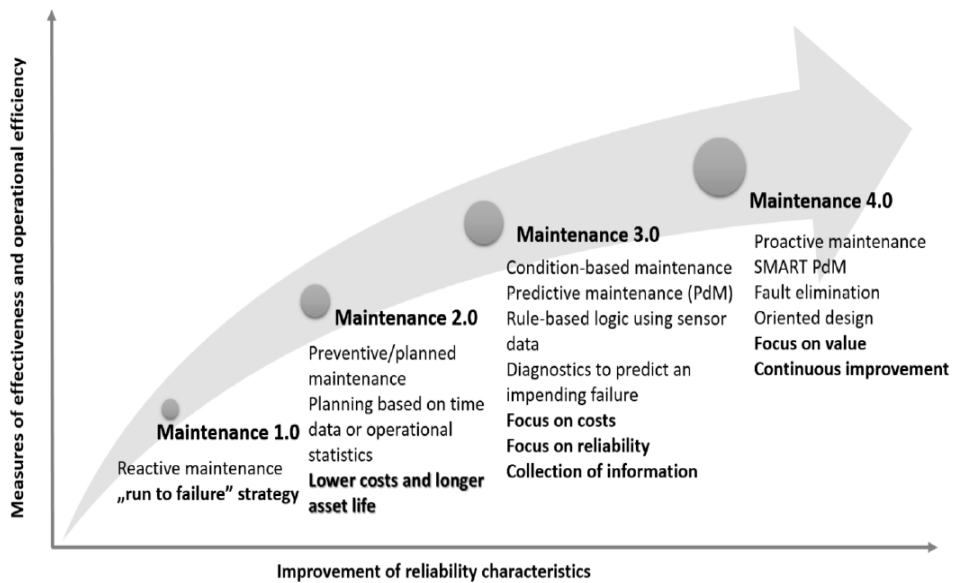 Measures of effectiveness and operational efficiency
Maintenance 1.0
Reactive maintenance
„run to failure” strategy
Maintenance 2.0
Preventive/planned
maintenance
Planning based on time
data or operational
statistics
Lower costs and longer
asset life
Maintenance 3.0
Condition-based maintenance
Predictive maintenance (PdM)
Rule-based logic using sensor
data
Diagnostics to predict an
impending failure
Focus on costs
Focus on reliability
Collection of information
Maintenance 4.0
Proactive maintenance
SMART PdM
Fault elimination
Oriented design
Focus on value
Continuous improvement
Improvement of reliability characteristics